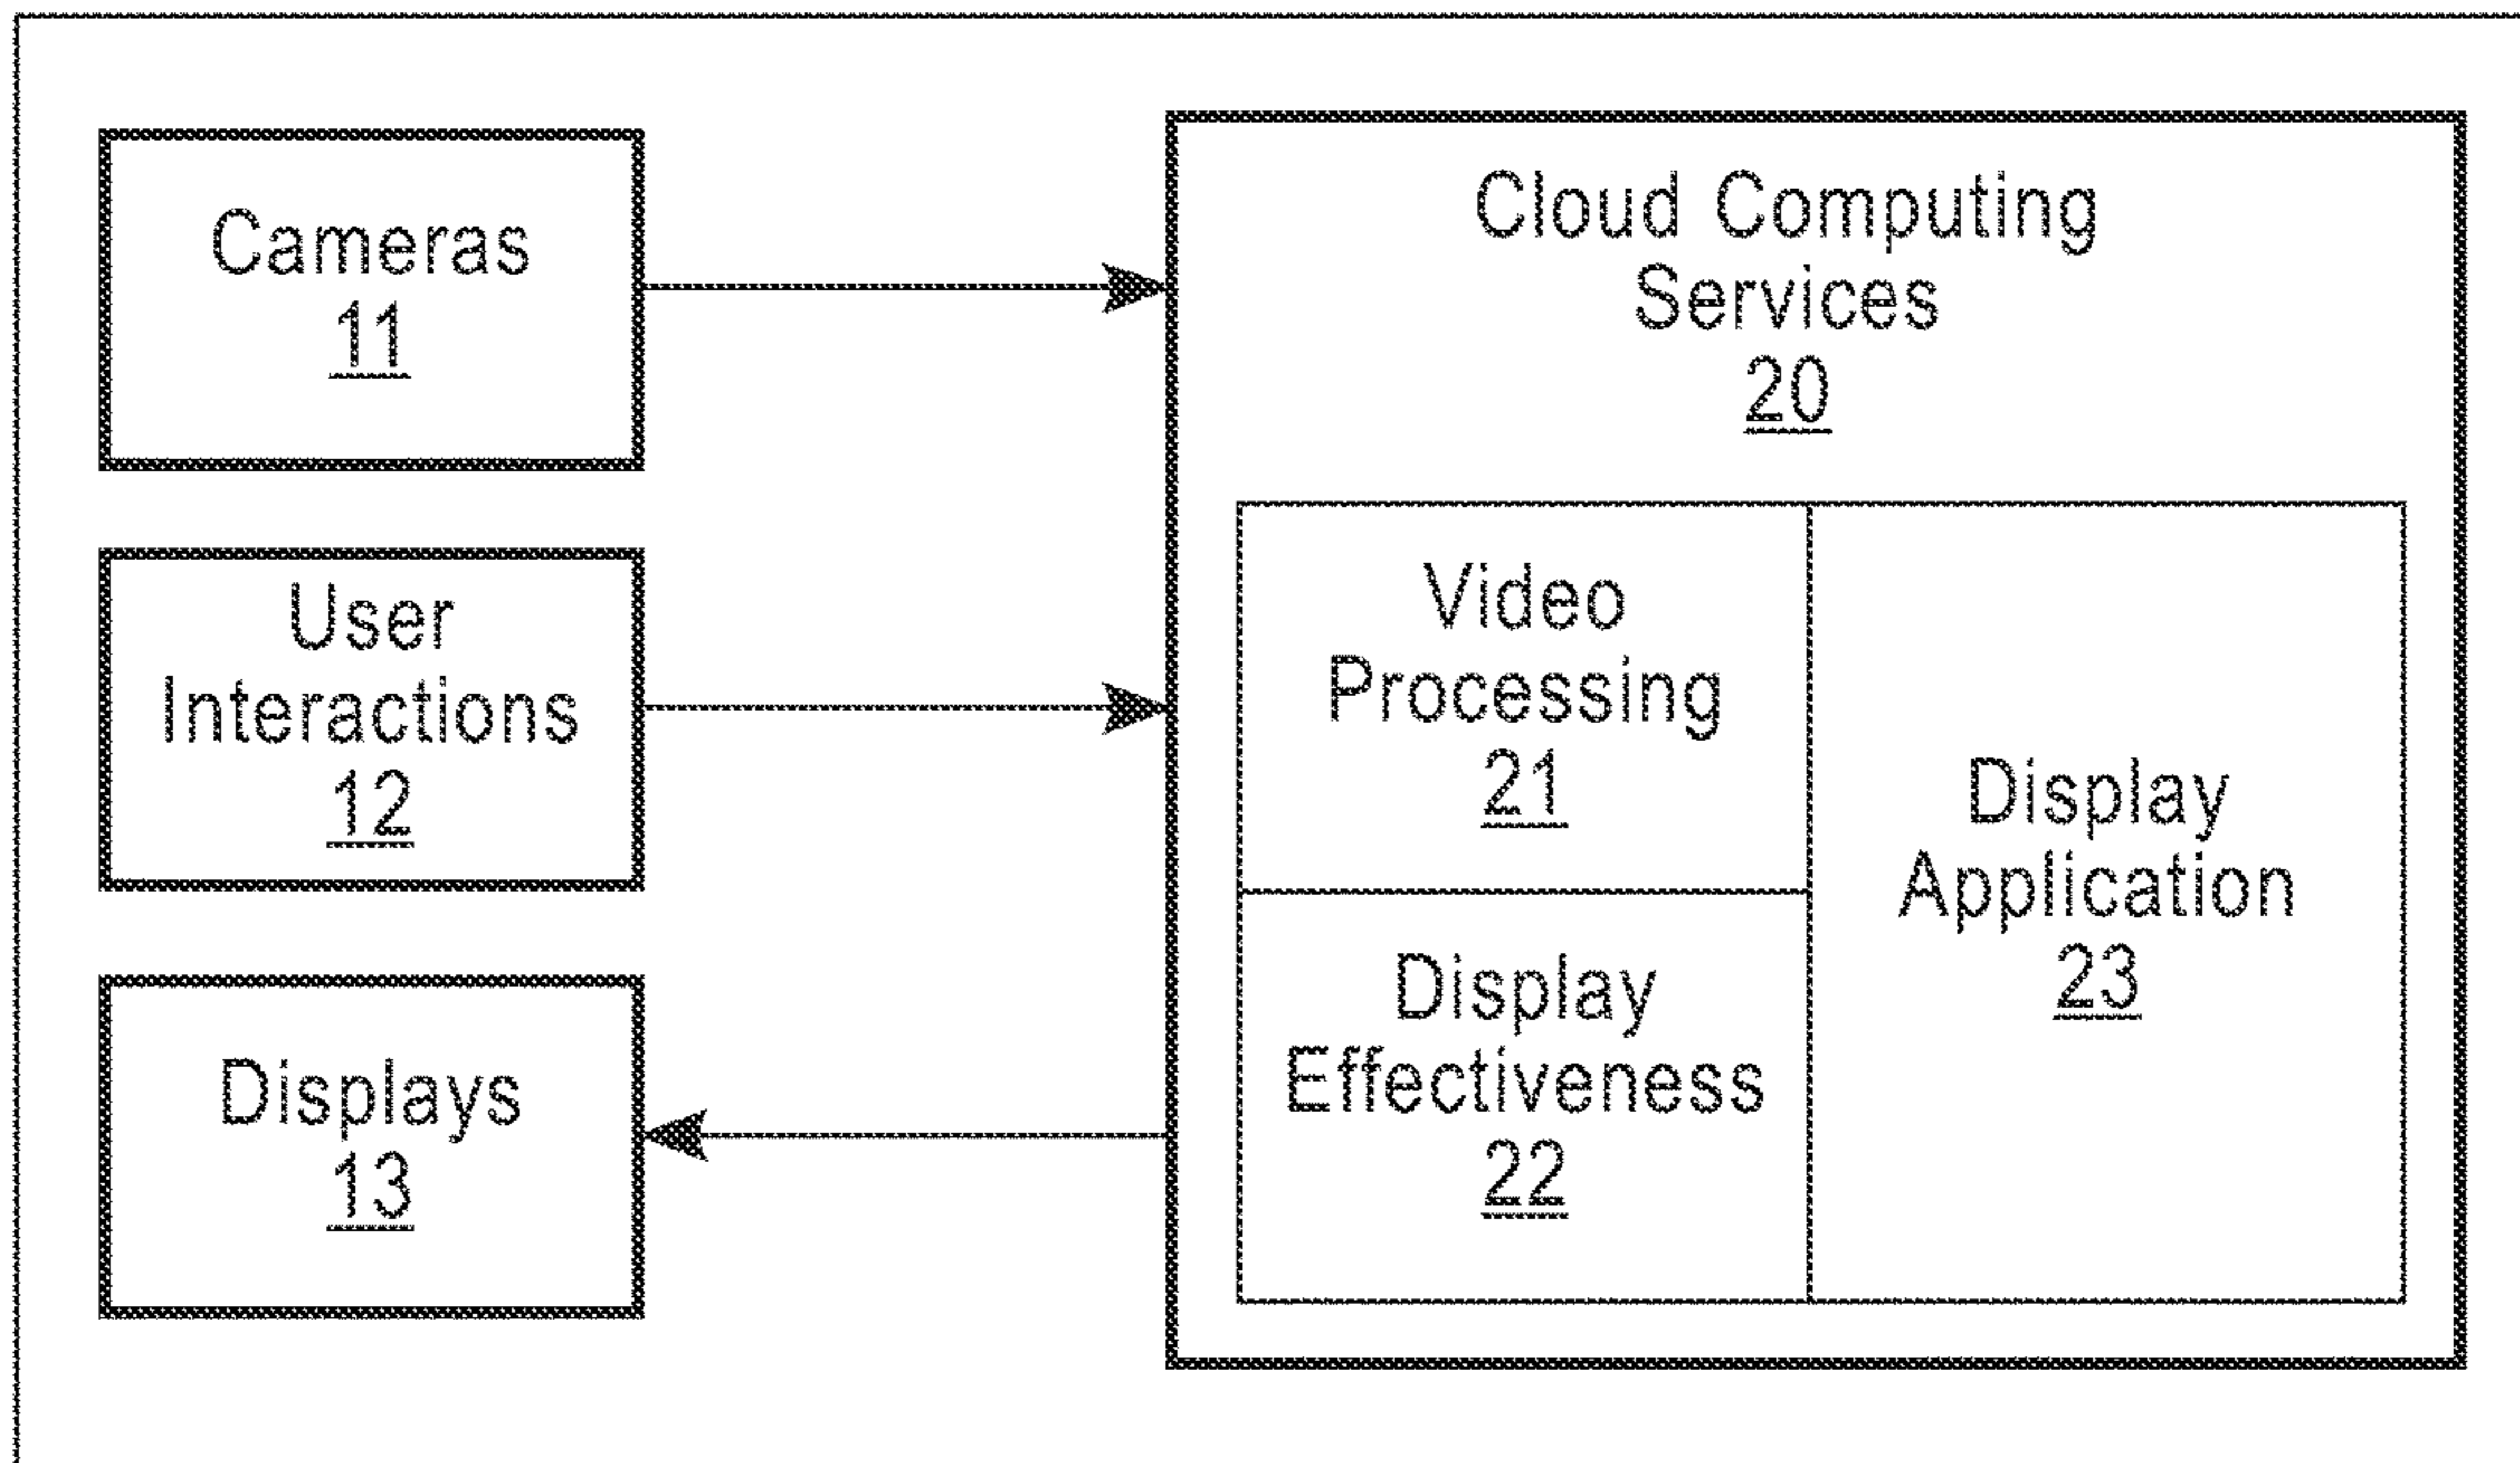 Cameras
11
User
Interactions
12
Displays
13
Cloud Computing
Services
20
Video
Processing
21
Display
Effectiveness
22
Display
Application
23